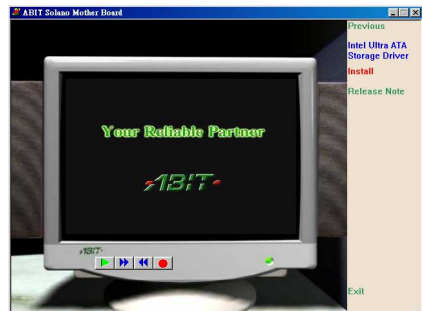 ABIT Solano Mother Board
Previous
Intel Ultra ATA
Storage Driver
Install
Release Note
Your Reliable Partner
ABIT
ABIT
Exit